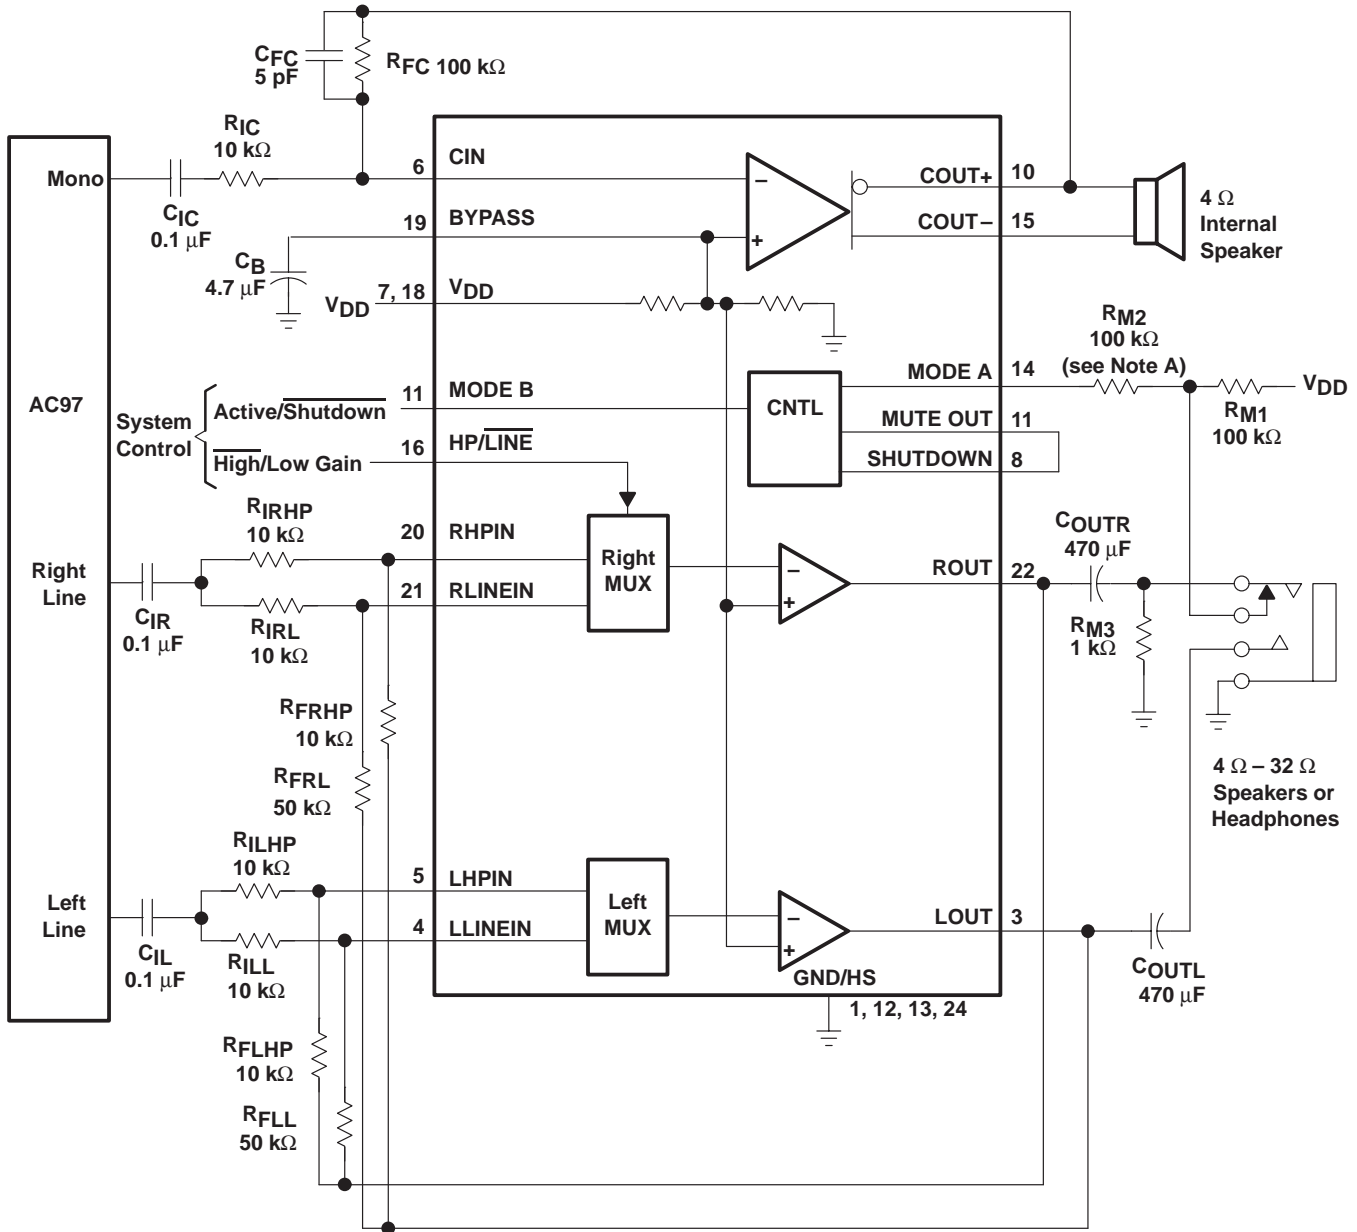 CFC
5 pF
RFC 100 kΩ
RIC
10 kΩ
Mono
CIC
0.1 μF
6
CIN
COUT+
10
4 Ω
Internal
Speaker
19
BYPASS
COUT−
15
CB
4.7 μF
VDD
7, 18
VDD
−
+
RM2
100 kΩ
(see Note A)
VDD
RM1
100 kΩ
AC97
System
Control
Active/Shutdown
High/Low Gain
11
MODE B
16
HP/LINE
CNTL
MODE A
14
MUTE OUT
11
SHUTDOWN
8
RIRHP
10 kΩ
20
RHPIN
Right
MUX
−
+
ROUT
22
COUTR
470 μF
Right
Line
CIR
0.1 μF
21
RLINEIN
RIRL
10 kΩ
RM3
1 kΩ
RFRHP
10 kΩ
RFRL
50 kΩ
4 Ω – 32 Ω
Speakers or
Headphones
RILHP
10 kΩ
5
LHPIN
Left
MUX
−
+
LOUT
3
Left
Line
CIL
0.1 μF
4
LLINEIN
RILL
10 kΩ
COUTL
470 μF
GND/HS
1, 12, 13, 24
RFLHP
10 kΩ
RFLL
50 kΩ